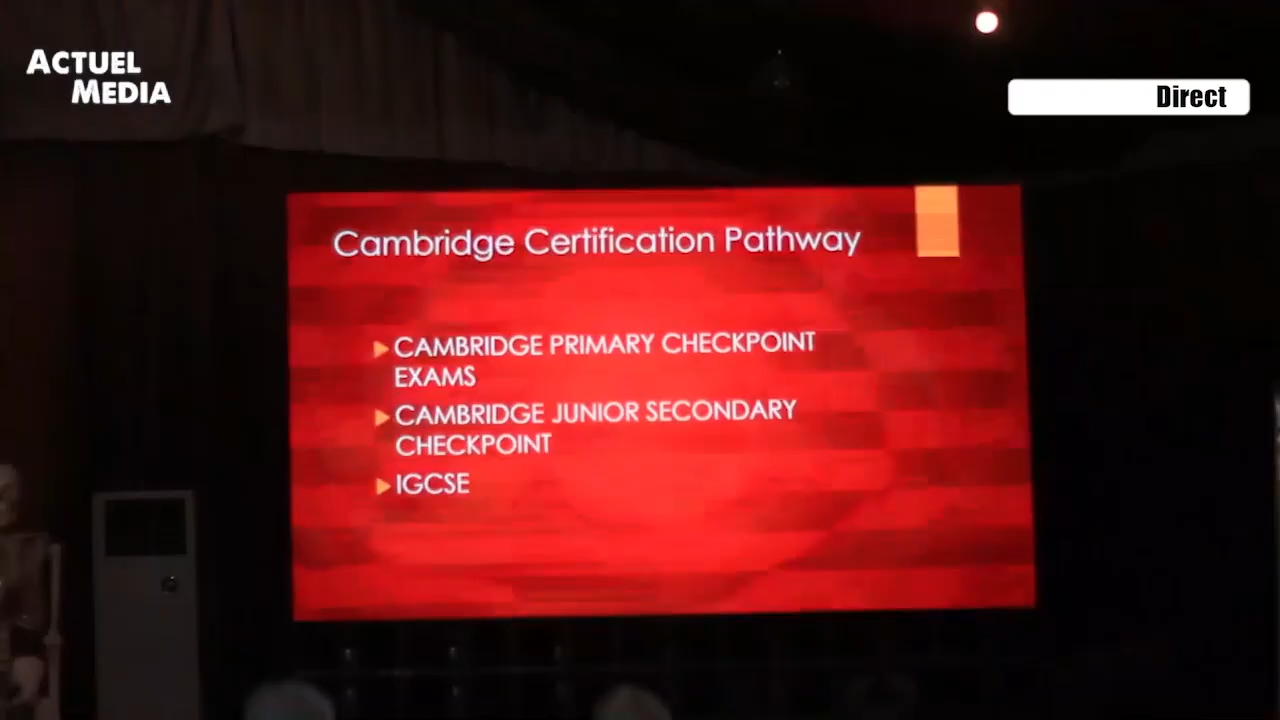 ACTUEL
MEDIA
Direct
Cambridge Certification Pathway
CAMBRIDGE PRIMARY CHECKPOINT
EXAMS
CAMBRIDGE JUNIOR SECONDARY
CHECKPOINT
IGCSE